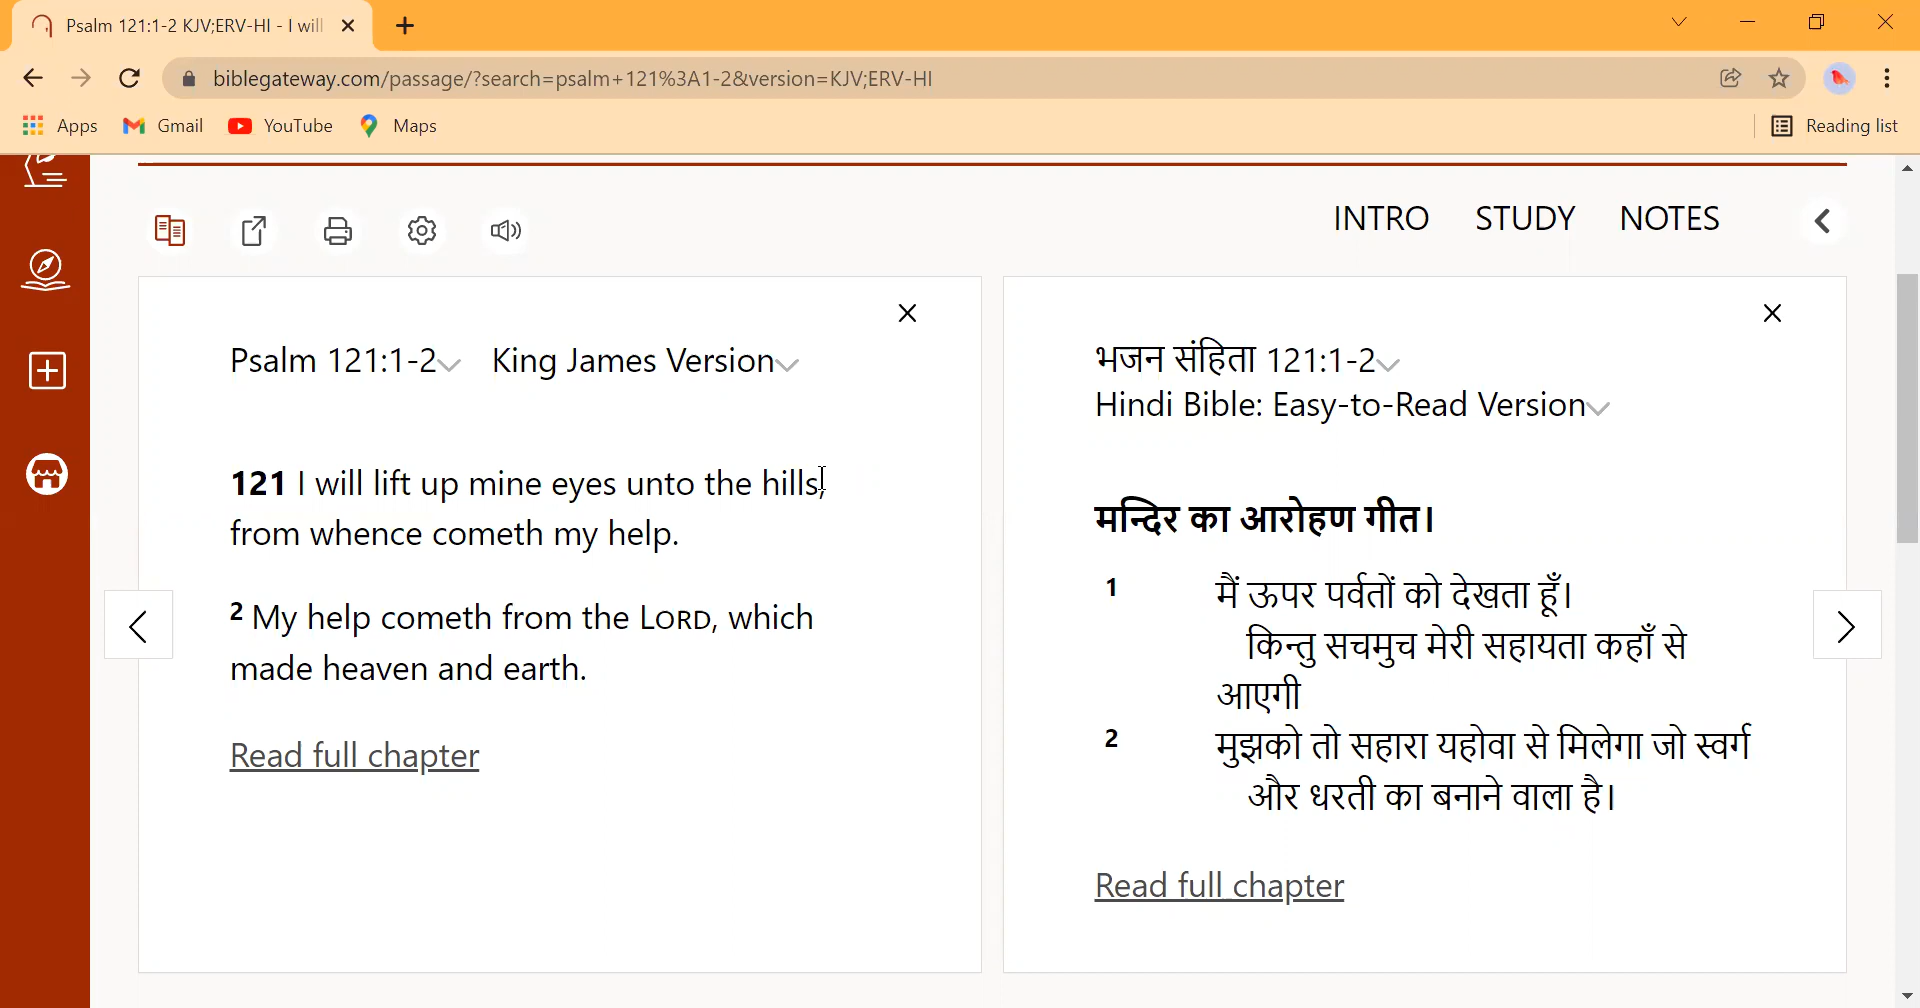 Psalm 121:1-2 KJV;ERV-HI - I will
biblegateway.com/passage/?search=psalm+121%3A1-2&version=KJV;ERV-HI
Apps Gmail YouTube Maps Reading list
INTRO STUDY NOTES
Psalm 121:1-2 King James Version
121 I will lift up mine eyes unto the hills,
from whence cometh my help.
2 My help cometh from the LORD, which
made heaven and earth.
Read full chapter
भजन संहिता 121:1-2
Hindi Bible: Easy-to-Read Version
मन्दिर का आरोहण गीत।
1 मैं ऊपर पर्वतों को देखता हूँ।
किन्तु सचमुच मेरी सहायता कहाँ से
आएगी
2 मुझको तो सहारा यहोवा से मिलेगा जो स्वर्ग
और धरती का बनाने वाला है।
Read full chapter